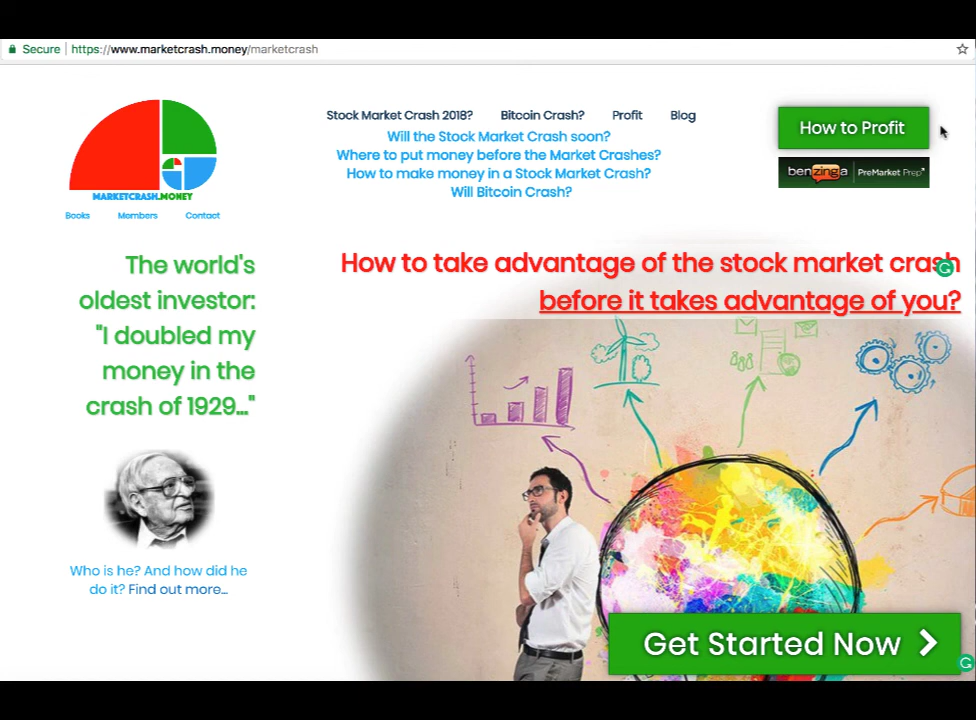 Secure | https://www.marketcrash.money/marketcrash
Stock Market Crash 2018? Bitcoin Crash? Profit Blog
Will the Stock Market Crash soon?
Where to put money before the Market Crashes?
How to make money in a Stock Market Crash?
Will Bitcoin Crash?
How to Profit
benzinga | PreMarket Prep
MARKETCRASH.MONEY
Books Members Contact
The world's
oldest investor:
"I doubled my
money in the
crash of 1929..."
How to take advantage of the stock market crash
before it takes advantage of you?
Who is he? And how did he
do it? Find out more...
Get Started Now